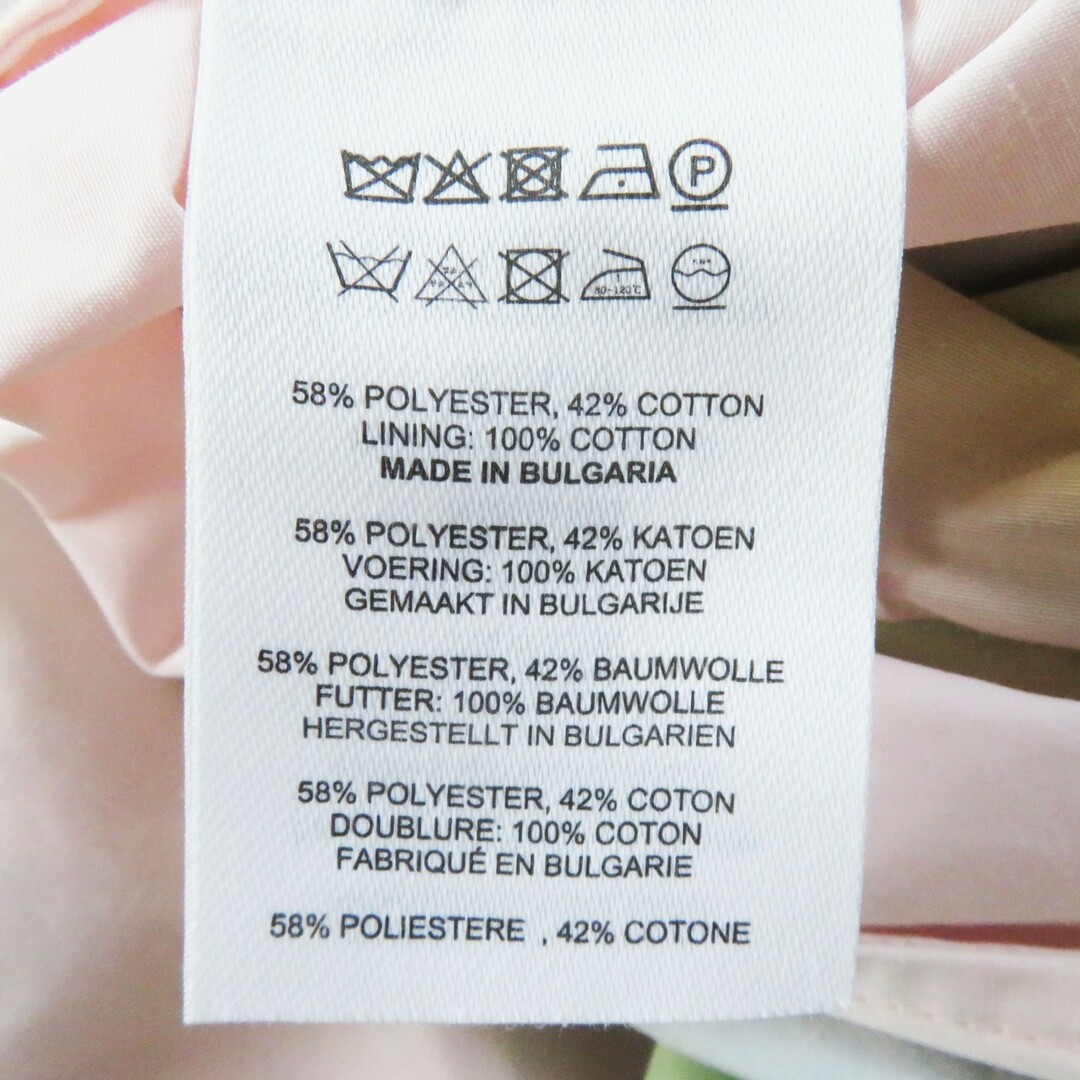 P
80-120℃
58% POLYESTER, 42% COTTON
LINING: 100% COTTON
MADE IN BULGARIA
58% POLYESTER, 42% KATOEN
VOERING: 100% KATOEN
GEMAAKT IN BULGARIJE
58% POLYESTER, 42% BAUMWOLLE
FUTTER: 100% BAUMWOLLE
HERGESTELLT IN BULGARIEN
58% POLYESTER, 42% COTON
DOUBLURE: 100% COTON
FABRIQUÉ EN BULGARIE
58% POLIESTERE , 42% COTONE